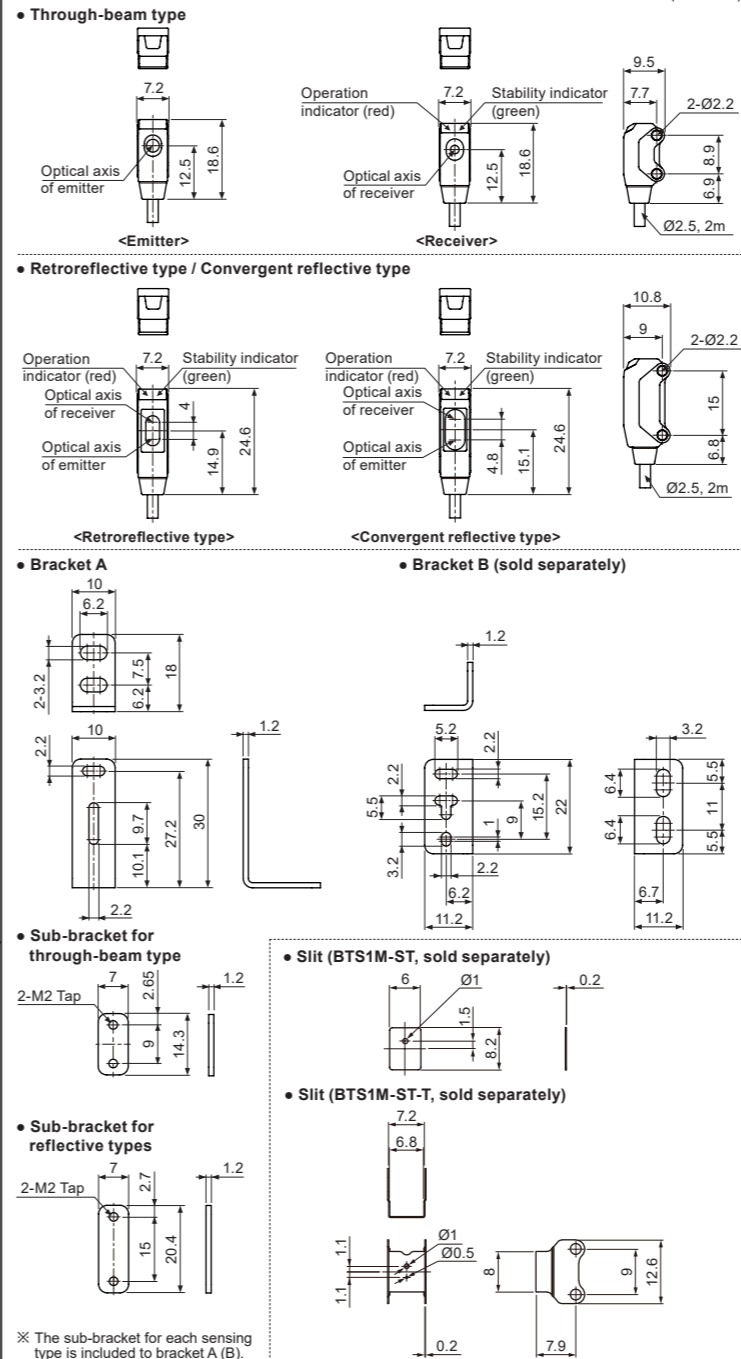 ● Through-beam type
7.2
Optical axis
of emitter
12.5
18.6
<Emitter>
Operation
indicator (red)
7.2
Stability indicator
(green)
Optical axis
of receiver
12.5
18.6
<Receiver>
9.5
7.7
2-Ø2.2
8.9
6.9
Ø2.5, 2m
● Retroreflective type / Convergent reflective type
Operation
indicator (red)
7.2
Stability indicator
(green)
Optical axis
of receiver
Optical axis
of emitter
4
14.9
24.6
<Retroreflective type>
Operation
indicator (red)
7.2
Stability indicator
(green)
Optical axis
of receiver
Optical axis
of emitter
4.8
15.1
24.6
<Convergent reflective type>
10.8
9
2-Ø2.2
15
6.8
Ø2.5, 2m
● Bracket A
10
6.2
2-3.2
7.5
6.2
18
10
2.2
9.7
10.1
27.2
30
2.2
1.2
● Bracket B (sold separately)
1.2
5.2
2.2
2.2
5.5
3.2
1
9
15.2
22
2.2
6.2
11.2
3.2
6.4
6.4
5.5
11
5.5
6.7
11.2
● Sub-bracket for
through-beam type
7
2.65
1.2
2-M2 Tap
9
14.3
● Sub-bracket for
reflective types
7
2.7
1.2
2-M2 Tap
15
20.4
※ The sub-bracket for each sensing
type is included to bracket A (B).
● Slit (BTS1M-ST, sold separately)
6
Ø1
1.5
8.2
0.2
● Slit (BTS1M-ST-T, sold separately)
7.2
6.8
1.1
1.1
Ø1
Ø0.5
0.2
8
9
12.6
7.9